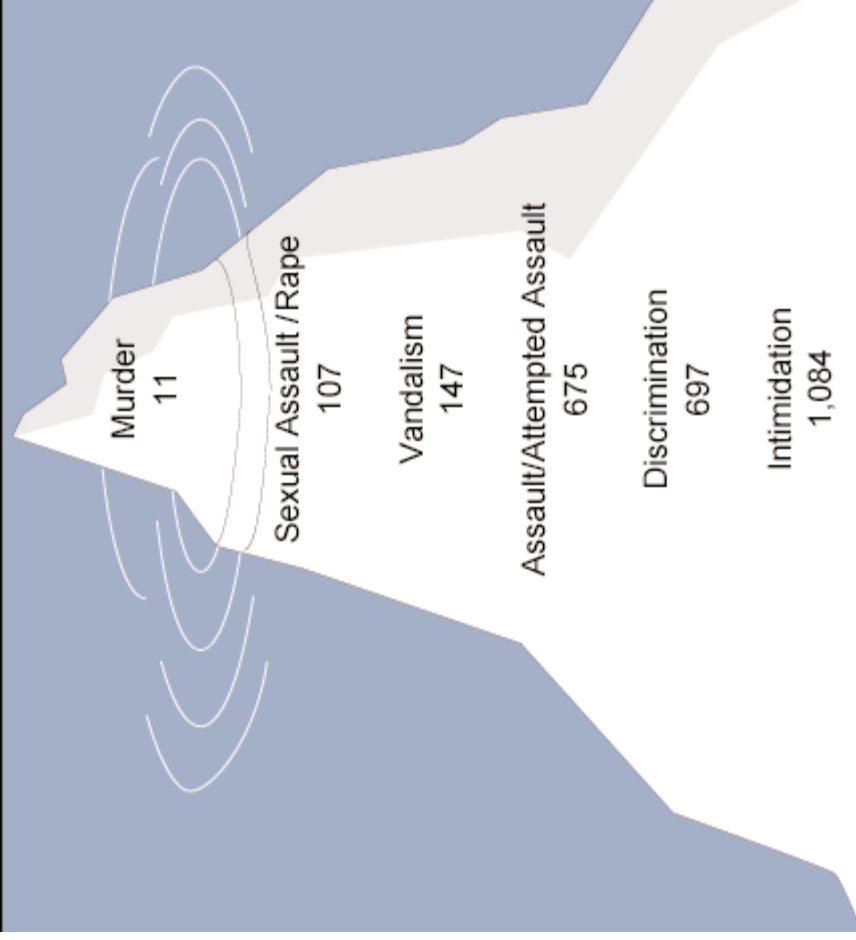 Murder
11
Sexual Assault /Rape
107
Vandalism
147
Assault/Attempted Assault
675
Discrimination
697
Intimidation
1,084